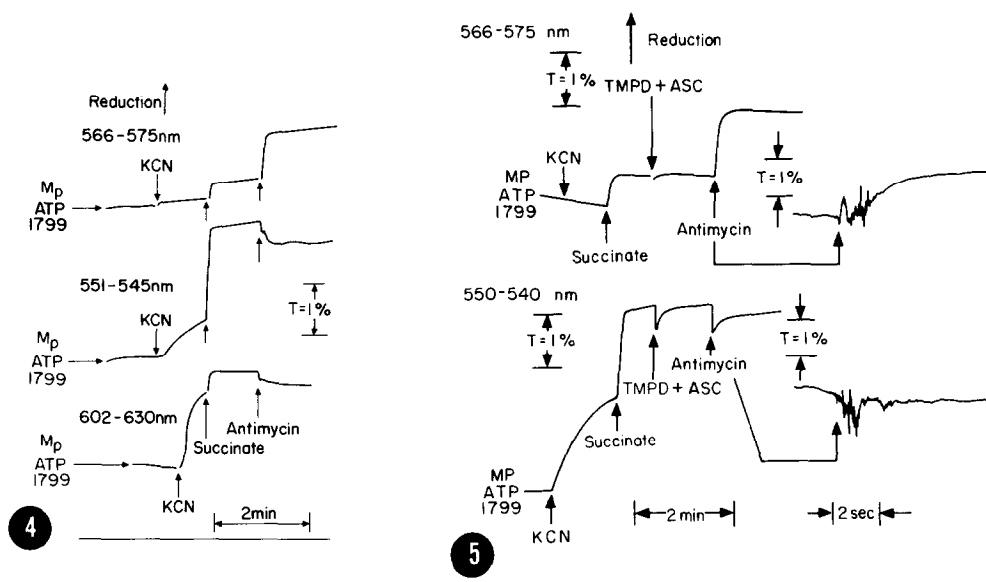 Reduction
566-575nm
KCN
Mp
ATP
1799
551-545nm
T=1%
KCN
Mp
ATP
1799
602-630nm
Antimycin
Succinate
Mp
ATP
1799
KCN
2min
4
566-575 nm
Reduction
T=1%
TMPD+ASC
KCN
MP
ATP
1799
T=1%
Antimycin
Succinate
550-540 nm
T=1%
T=1%
Antimycin
TMPD+ASC
Succinate
MP
ATP
1799
2 min
2 sec
KCN
5